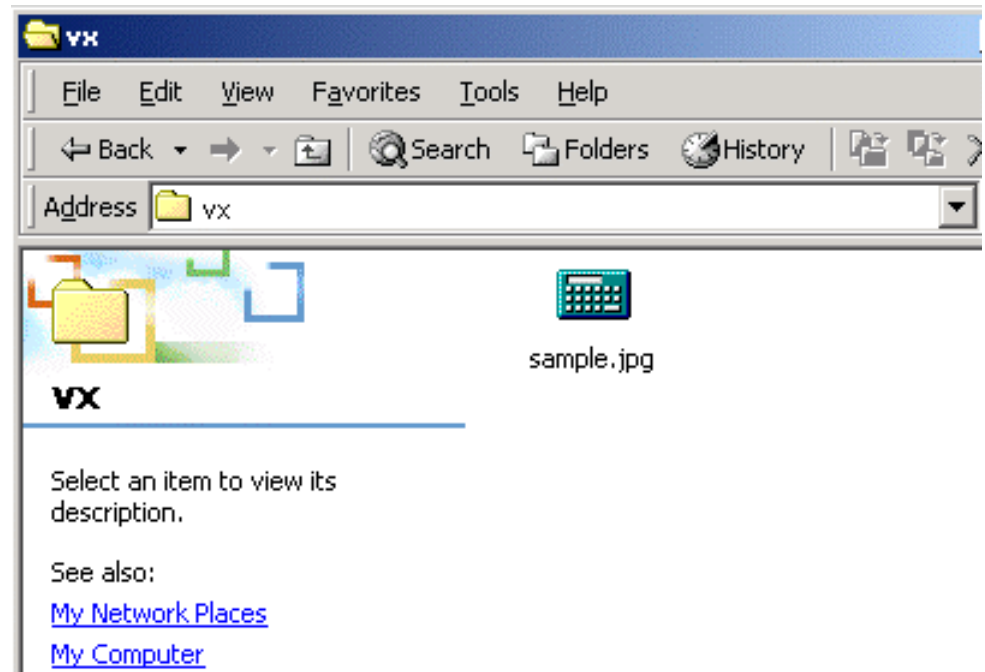 vx
File Edit View Favorites Tools Help
Back Search Folders History
Address vx
sample.jpg
vx
Select an item to view its
description.
See also:
My Network Places
My Computer